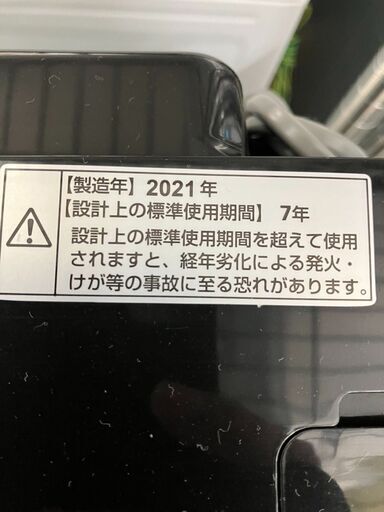 【製造年】 2021年
【設計上の標準使用期間】 7年
設計上の標準使用期間を超えて使用
されますと、経年劣化による発火・
けが等の事故に至る恐れがあります。